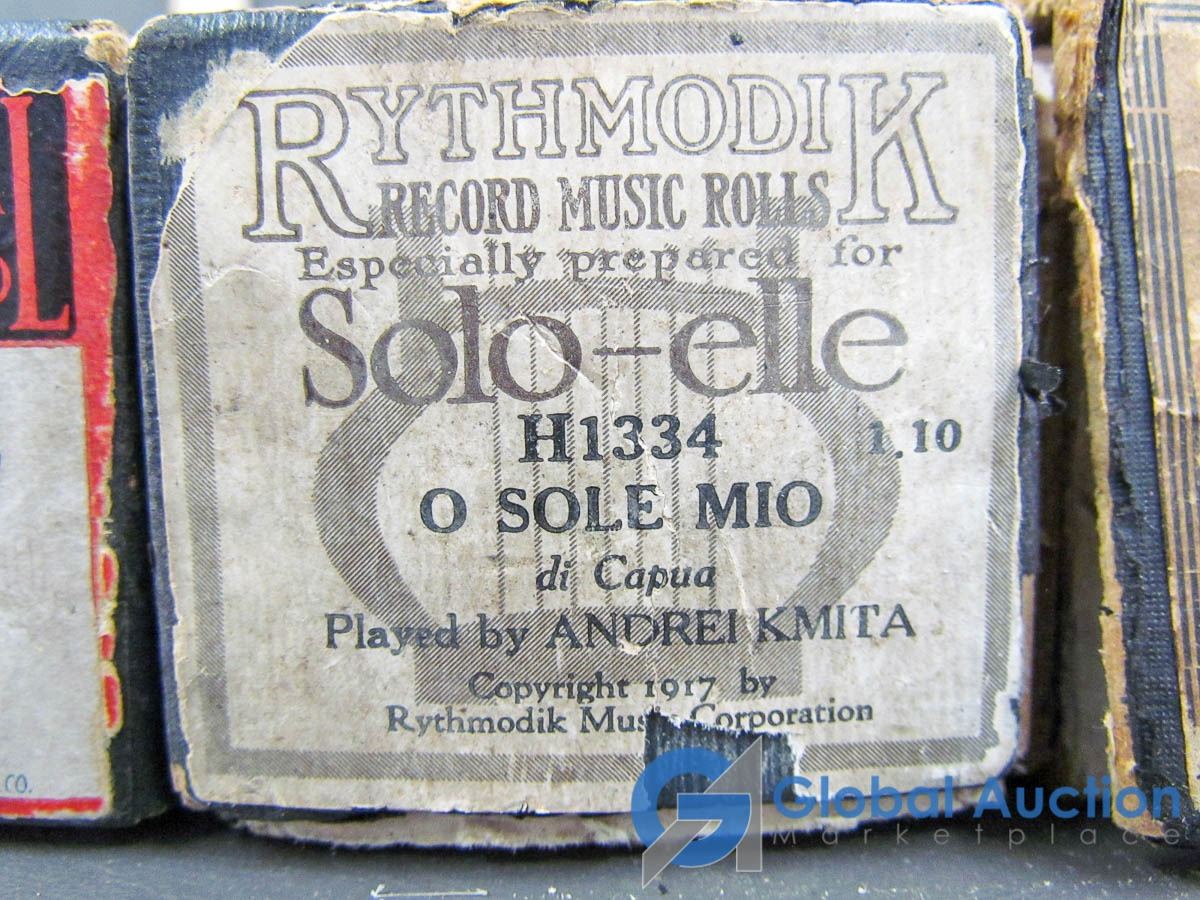 RYTHMODIK
RECORD MUSIC ROLLS
Especially prepared for
Solo-elle
H1334 1.10
O SOLE MIO
di Capua
Played by ANDREI KMITA
Copyright 1917 by
Rythmodik Corporation
L
CO.
Global Auction
Marketplace